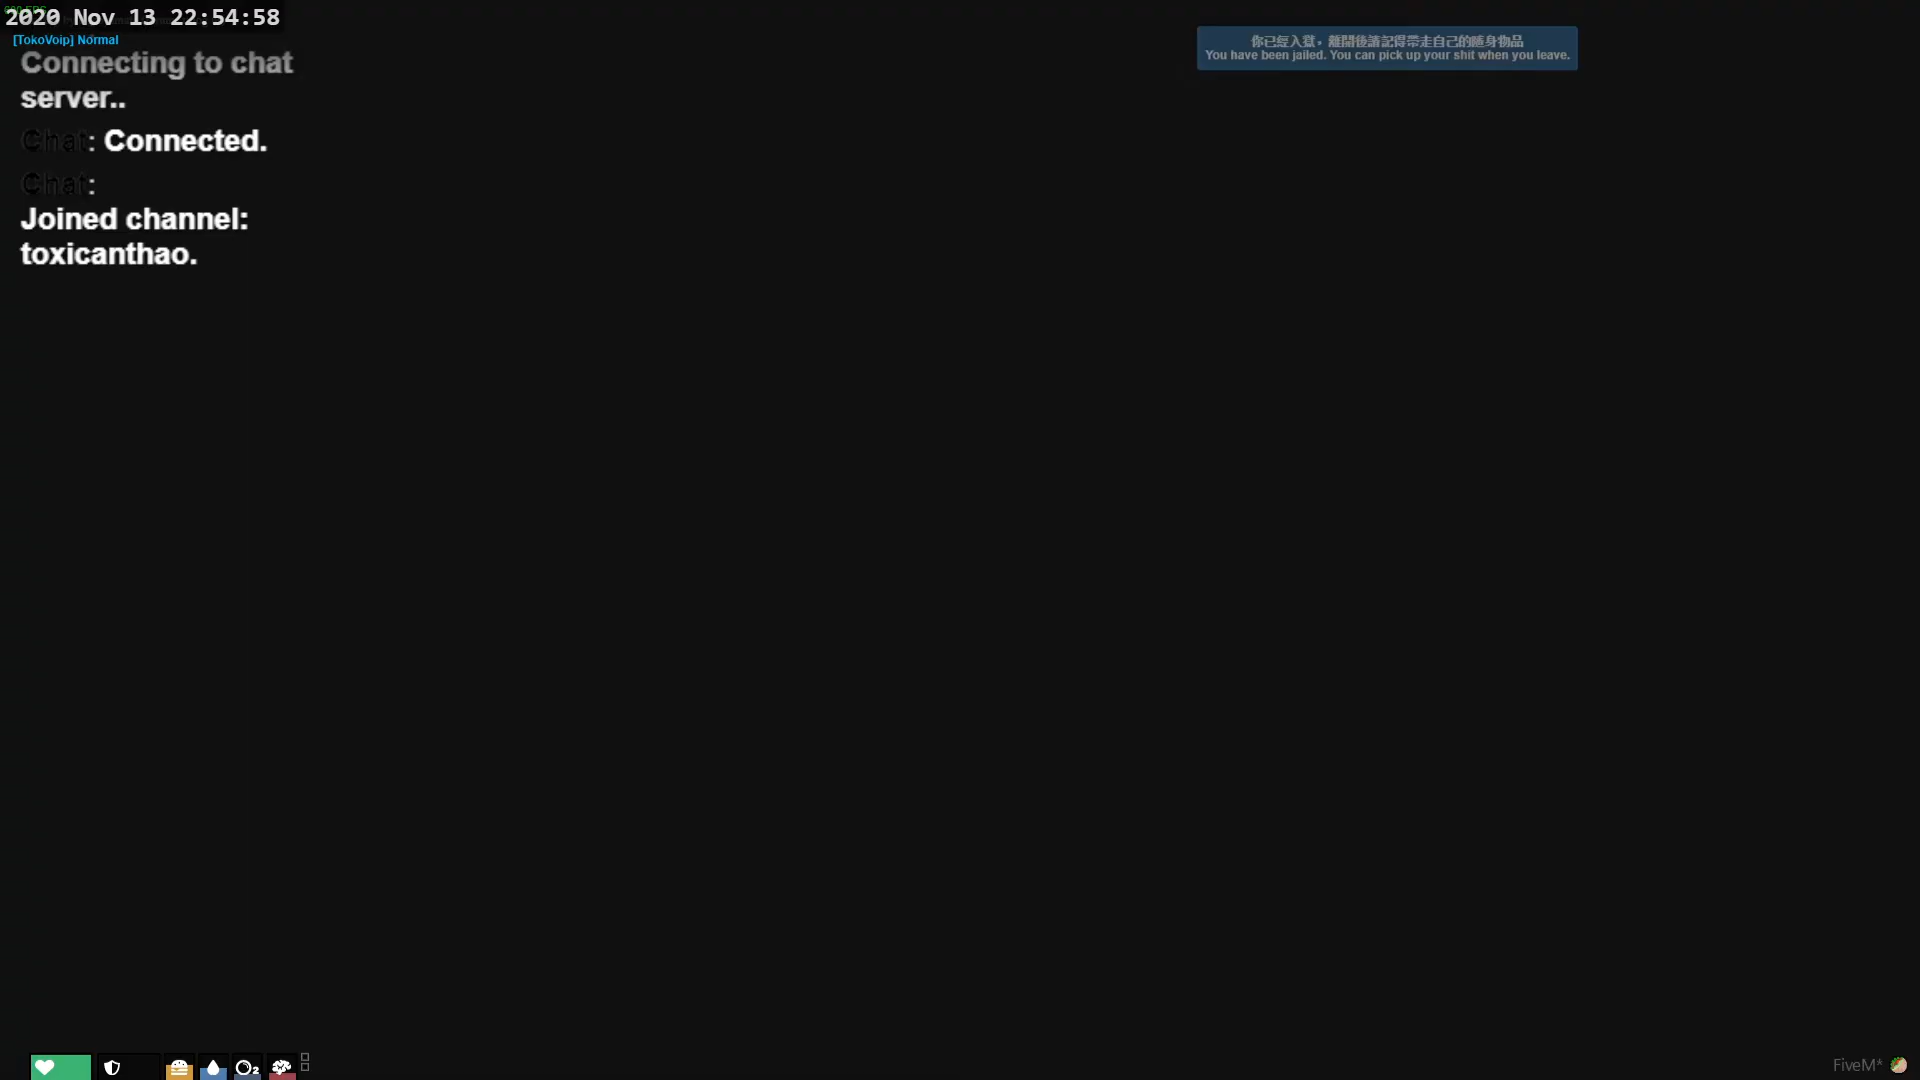 2020 Nov 13 22:54:58
[TokoVoip] Normal
Connecting to chat
server..
Chat: Connected.
Chat:
Joined channel:
toxicanthao.
你已經入獄，離開後請記得帶走自己的隨身物品
You have been jailed. You can pick up your shit when you leave.
O2
FiveM*